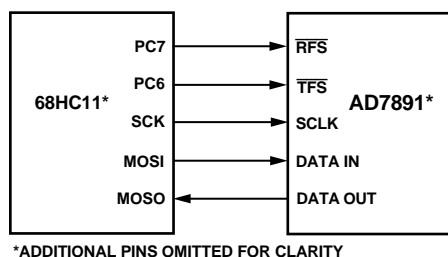 PC7 RFS
PC6 TFS
68HC11* AD7891*
SCK SCLK
MOSI DATA IN
MOSO DATA OUT
*ADDITIONAL PINS OMITTED FOR CLARITY